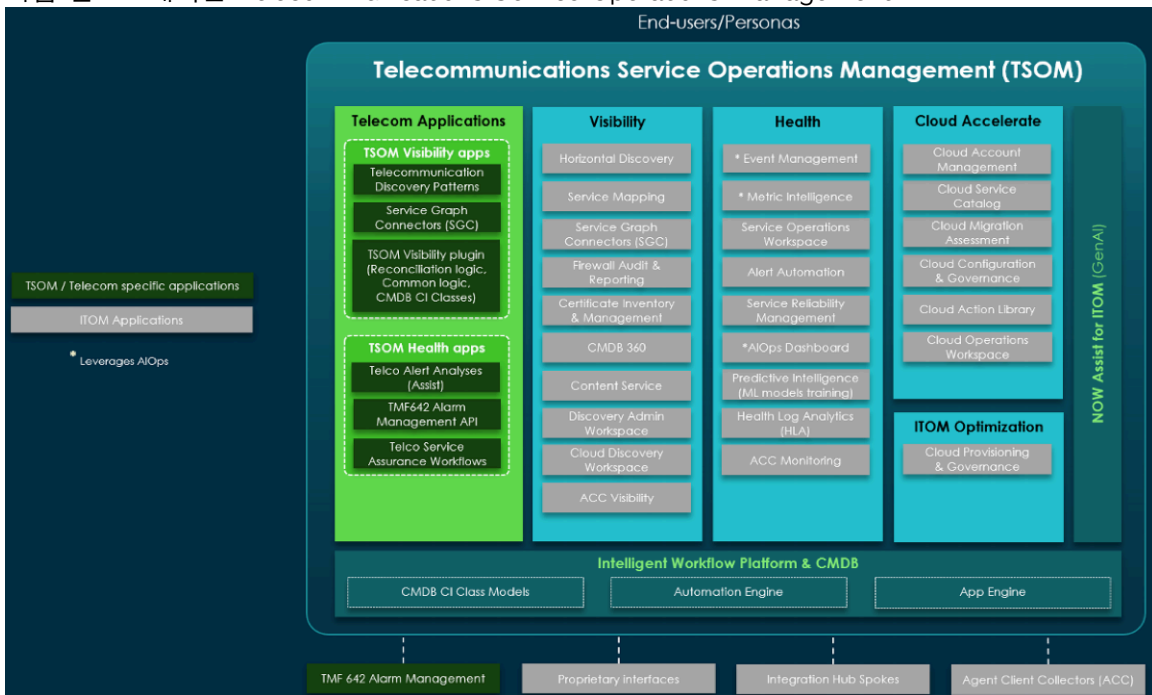 End-users/Personas
Telecommunications Service Operations Management (TSOM)
Telecom Applications
TSOM Visibility apps
Telecommunication
Discovery Patterns
Service Graph
Connectors (SGC)
TSOM Visibility plugin
(Reconciliation logic,
Common logic,
CMDB CI Classes)
TSOM Health apps
Telco Alert Analyses
(Assist)
TMF642 Alarm
Management API
Telco Service
Assurance Workflows
Visibility
Horizontal Discovery
Service Mapping
Service Graph
Connectors (SGC)
Firewall Audit &
Reporting
Certificate Inventory
& Management
CMDB 360
Content Service
Discovery Admin
Workspace
Cloud Discovery
Workspace
ACC Visibility
Health
* Event Management
* Metric Intelligence
Service Operations
Workspace
Alert Automation
Service Reliability
Management
*AIOps Dashboard
Predictive Intelligence
(ML models training)
Health Log Analytics
(HLA)
ACC Monitoring
Cloud Accelerate
Cloud Account
Management
Cloud Service
Catalog
Cloud Migration
Assessment
Cloud Configuration
& Governance
Cloud Action Library
Cloud Operations
Workspace
ITOM Optimization
Cloud Provisioning
& Governance
NOW Assist for ITOM (GenAI)
TSOM / Telecom specific applications
ITOM Applications
* Leverages AIOps
Intelligent Workflow Platform & CMDB
CMDB CI Class Models
Automation Engine
App Engine
TMF 642 Alarm Management
Proprietary interfaces
Integration Hub Spokes
Agent Client Collectors (ACC)